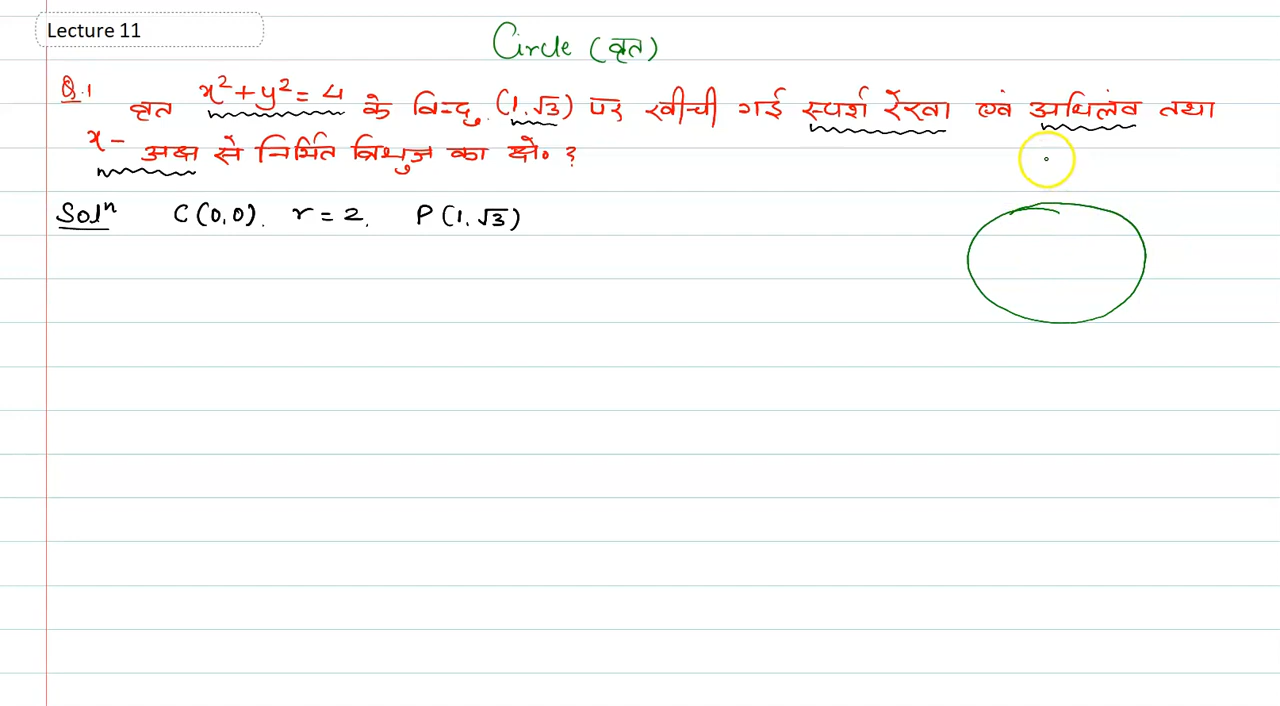 Lecture 11
Circle (वृत)
Q.1 वृत x² + y² = 4 के बिन्दु (1, √3) पर खींची गई स्पर्श रेखा एवं अभिलंब तथा
x - अक्ष से निर्मित त्रिभुज का क्षे० ?
Solⁿ C (0,0). r = 2. P (1, √3)